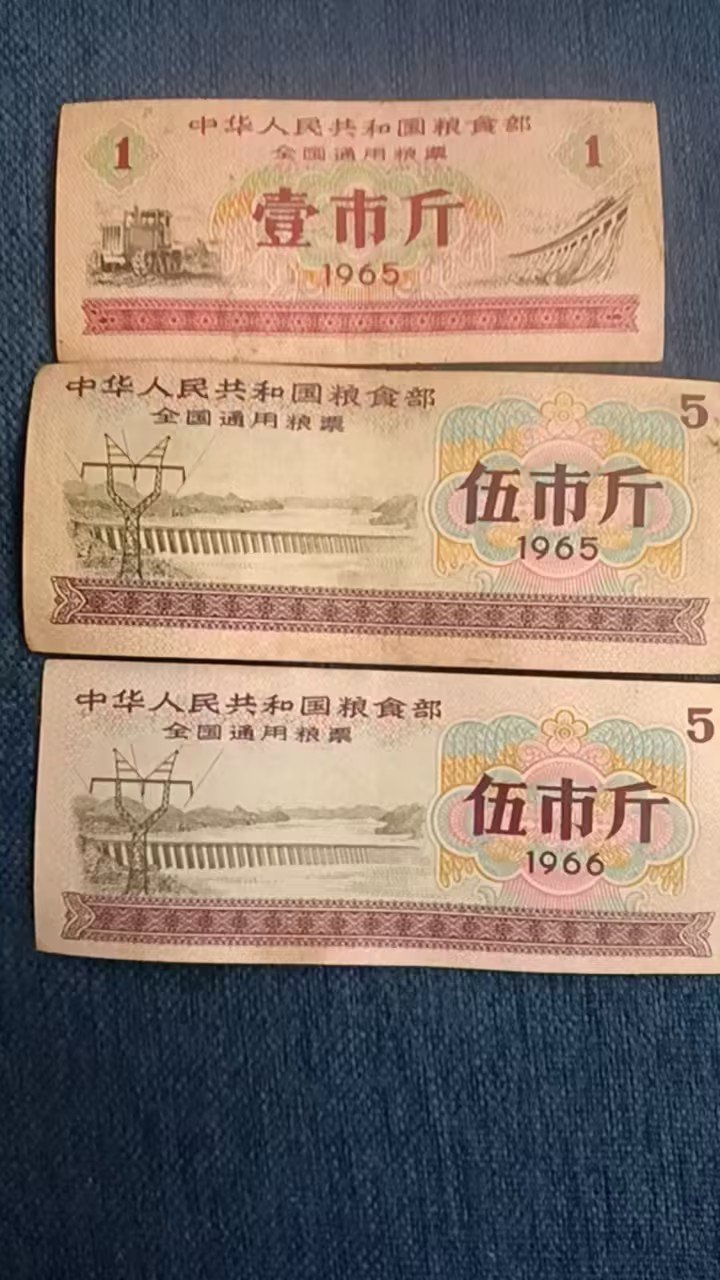 中华人民共和国粮食部
全国通用粮票
1 1
壹市斤
1965
中华人民共和国粮食部
全国通用粮票
5
伍市斤
1965
中华人民共和国粮食部
全国通用粮票
5
伍市斤
1966